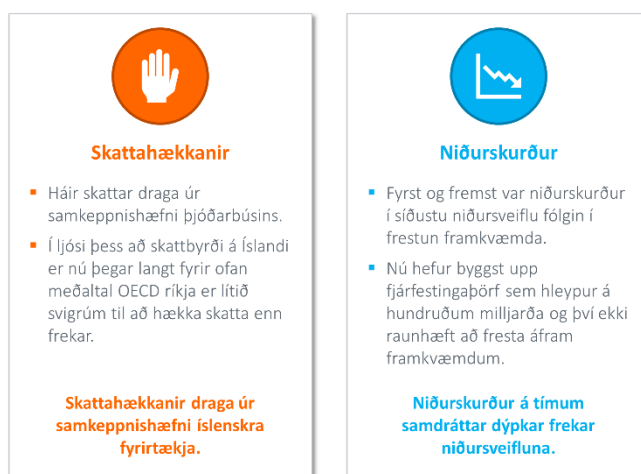 Skattahækkanir
▪ Háir skattar draga úr
samkeppnishæfni þjóðarbúsins.
▪ Í ljósi þess að skattbyrði á Íslandi
er nú þegar langt fyrir ofan
meðaltal OECD ríkja er lítið
svigrúm til að hækka skatta enn
frekar.
Skattahækkanir draga úr
samkeppnishæfni íslenskra
fyrirtækja.
Niðurskurður
▪ Fyrst og fremst var niðurskurður
í síðustu niðursveiflu fólgin í
frestun framkvæmda.
▪ Nú hefur byggst upp
fjárfestingaþörf sem hleypur á
hundruðum milljarða og því ekki
raunhæft að fresta áfram
framkvæmdum.
Niðurskurður á tímum
samdráttar dýpkar frekar
niðursveifluna.